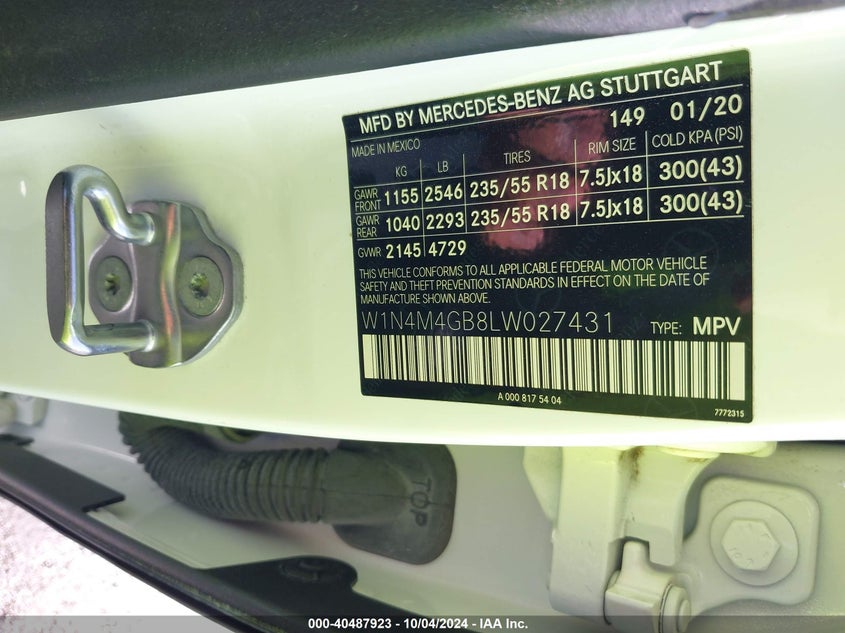 MFD BY MERCEDES-BENZ AG STUTTGART
149 01/20
MADE IN MEXICO
KG LB TIRES RIM SIZE COLD KPA(PSI)
GAWR FRONT 1155 2546 235/55 R18 7.5Jx18 300(43)
GAWR REAR 1040 2293 235/55 R18 7.5Jx18 300(43)
GVWR 2145 4729
THIS VEHICLE CONFORMS TO ALL APPLICABLE FEDERAL MOTOR VEHICLE
SAFETY AND THEFT PREVENTION STANDARDS IN EFFECT ON THE DATE OF
MANUFACTURE SHOWN ABOVE.
W1N4M4GB8LW027431 TYPE: MPV
A 000 817 54 04
7772315
TOP
000-40487923 - 10/04/2024 - IAA Inc.